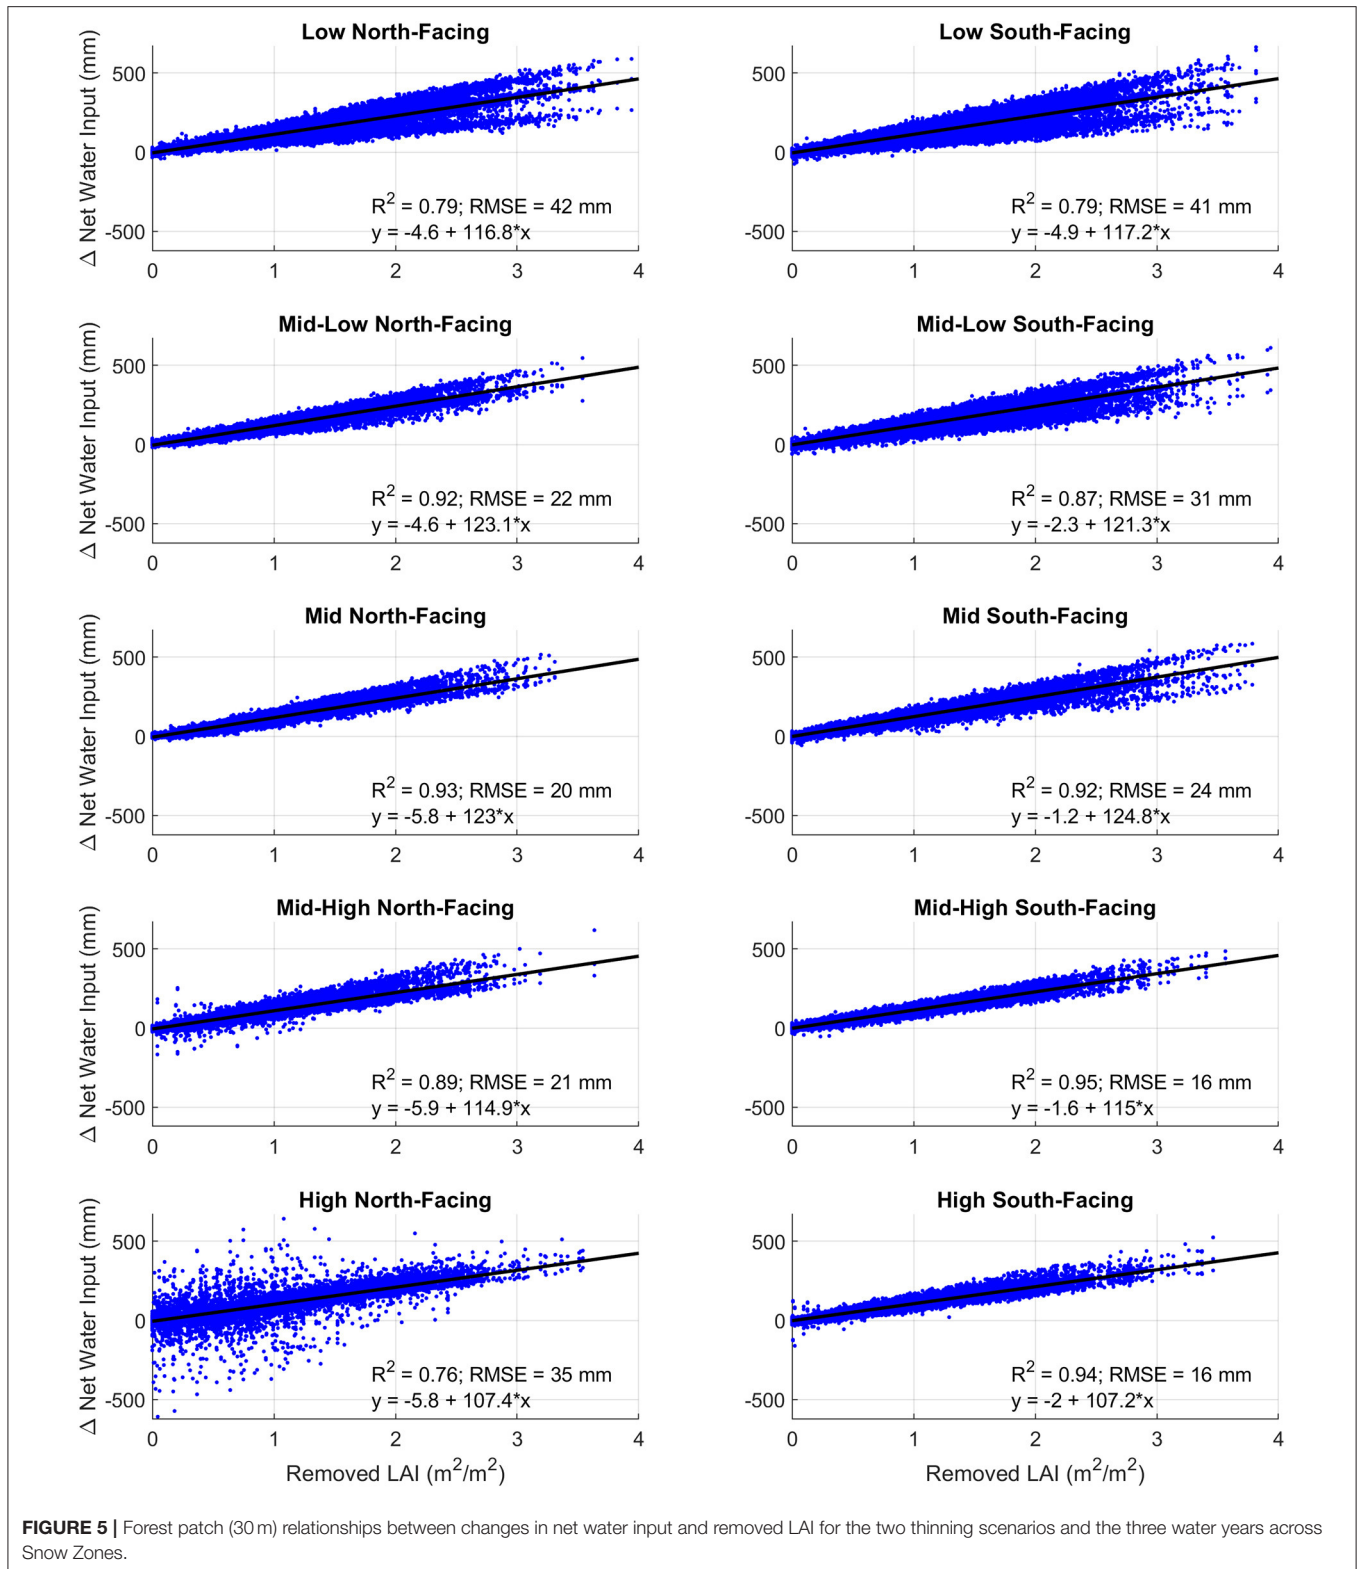 Low North-Facing
Δ Net Water Input (mm)
500
0
-500
R² = 0.79; RMSE = 42 mm
y = -4.6 + 116.8*x
0 1 2 3 4
Low South-Facing
500
0
-500
R² = 0.79; RMSE = 41 mm
y = -4.9 + 117.2*x
0 1 2 3 4
Mid-Low North-Facing
Δ Net Water Input (mm)
500
0
-500
R² = 0.92; RMSE = 22 mm
y = -4.6 + 123.1*x
0 1 2 3 4
Mid-Low South-Facing
500
0
-500
R² = 0.87; RMSE = 31 mm
y = -2.3 + 121.3*x
0 1 2 3 4
Mid North-Facing
Δ Net Water Input (mm)
500
0
-500
R² = 0.93; RMSE = 20 mm
y = -5.8 + 123*x
0 1 2 3 4
Mid South-Facing
500
0
-500
R² = 0.92; RMSE = 24 mm
y = -1.2 + 124.8*x
0 1 2 3 4
Mid-High North-Facing
Δ Net Water Input (mm)
500
0
-500
R² = 0.89; RMSE = 21 mm
y = -5.9 + 114.9*x
0 1 2 3 4
Mid-High South-Facing
500
0
-500
R² = 0.95; RMSE = 16 mm
y = -1.6 + 115*x
0 1 2 3 4
High North-Facing
Δ Net Water Input (mm)
500
0
-500
R² = 0.76; RMSE = 35 mm
y = -5.8 + 107.4*x
0 1 2 3 4
Removed LAI (m²/m²)
High South-Facing
500
0
-500
R² = 0.94; RMSE = 16 mm
y = -2 + 107.2*x
0 1 2 3 4
Removed LAI (m²/m²)
FIGURE 5 | Forest patch (30 m) relationships between changes in net water input and removed LAI for the two thinning scenarios and the three water years across
Snow Zones.